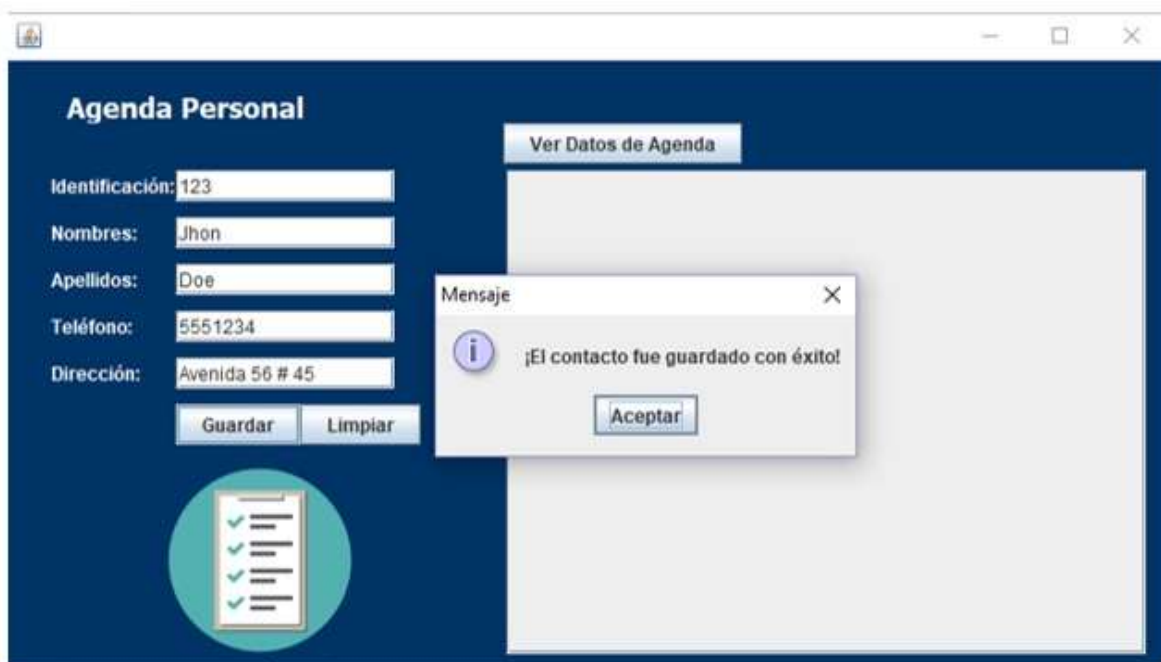 Agenda Personal
Ver Datos de Agenda
Identificación: 123
Nombres: Jhon
Apellidos: Doe
Teléfono: 5551234
Dirección: Avenida 56 # 45
Guardar Limpiar
Mensaje
i
¡El contacto fue guardado con éxito!
Aceptar